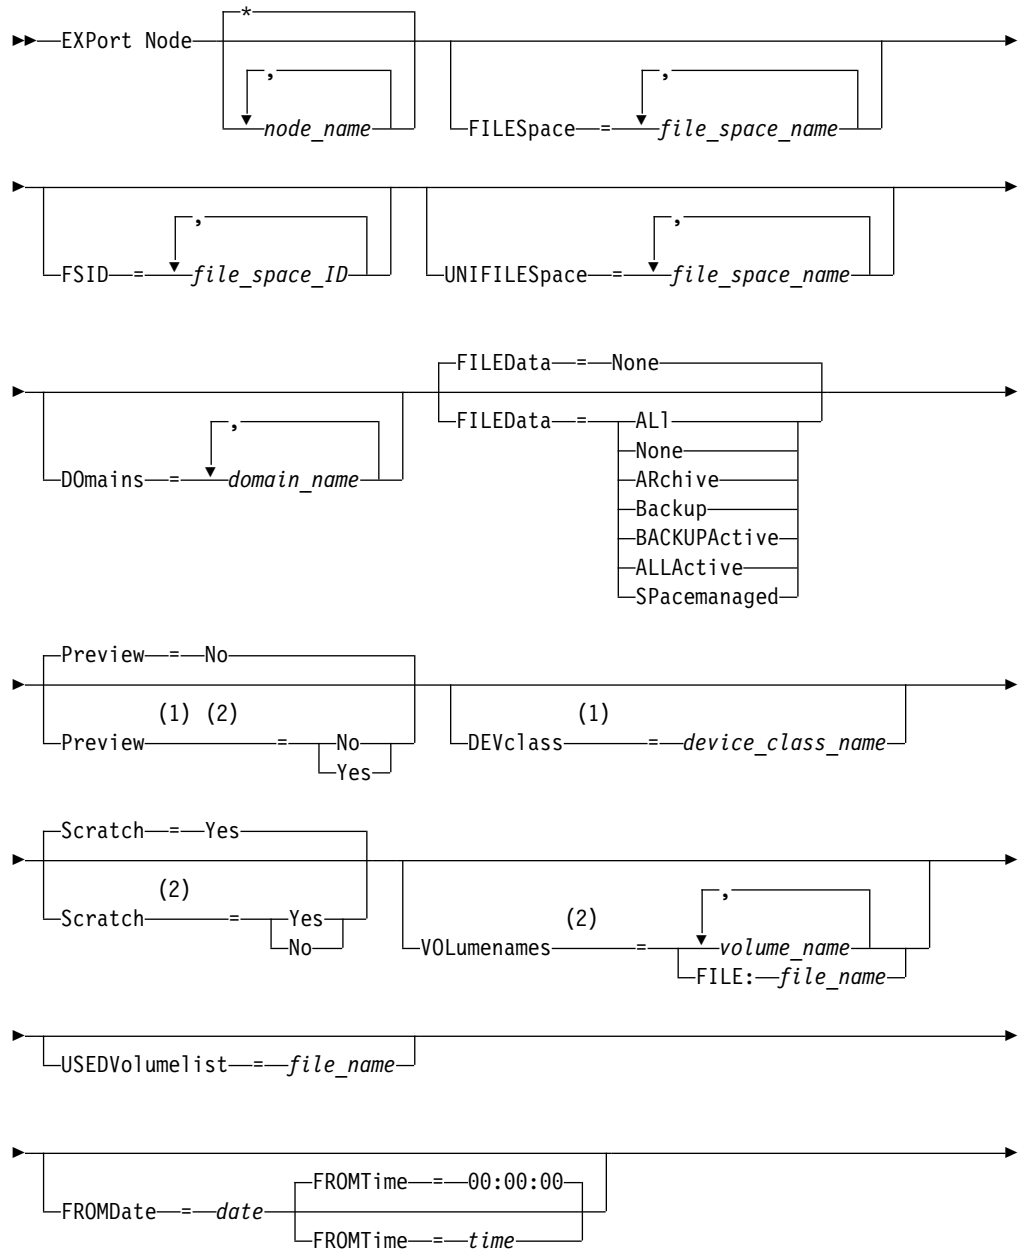 *
EXPort Node
,
,
node_name
FILESpace = file_space_name
,
,
FSID = file_space_ID
UNIFILESpace = file_space_name
FILEData = None
,
FILEData = ALl
DOmains = domain_name
None
ARchive
Backup
BACKUPActive
ALLActive
SPacemanaged
Preview = No
(1) (2)
(1)
Preview = No
DEVclass = device_class_name
Yes
Scratch = Yes
(2)
,
Scratch = Yes
(2)
No
VOLumenames = volume_name
FILE: file_name
USEDVolumelist = file_name
FROMTime = 00:00:00
FROMDate = date
FROMTime = time